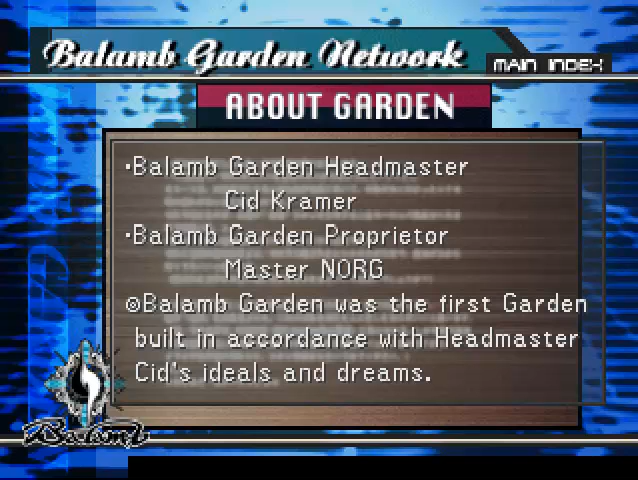 Balamb Garden Network
MAIN INDEX
ABOUT GARDEN
·Balamb Garden Headmaster
Cid Kramer
·Balamb Garden Proprietor
Master NORG
◎Balamb Garden was the first Garden
built in accordance with Headmaster
Cid's ideals and dreams.
Balamb